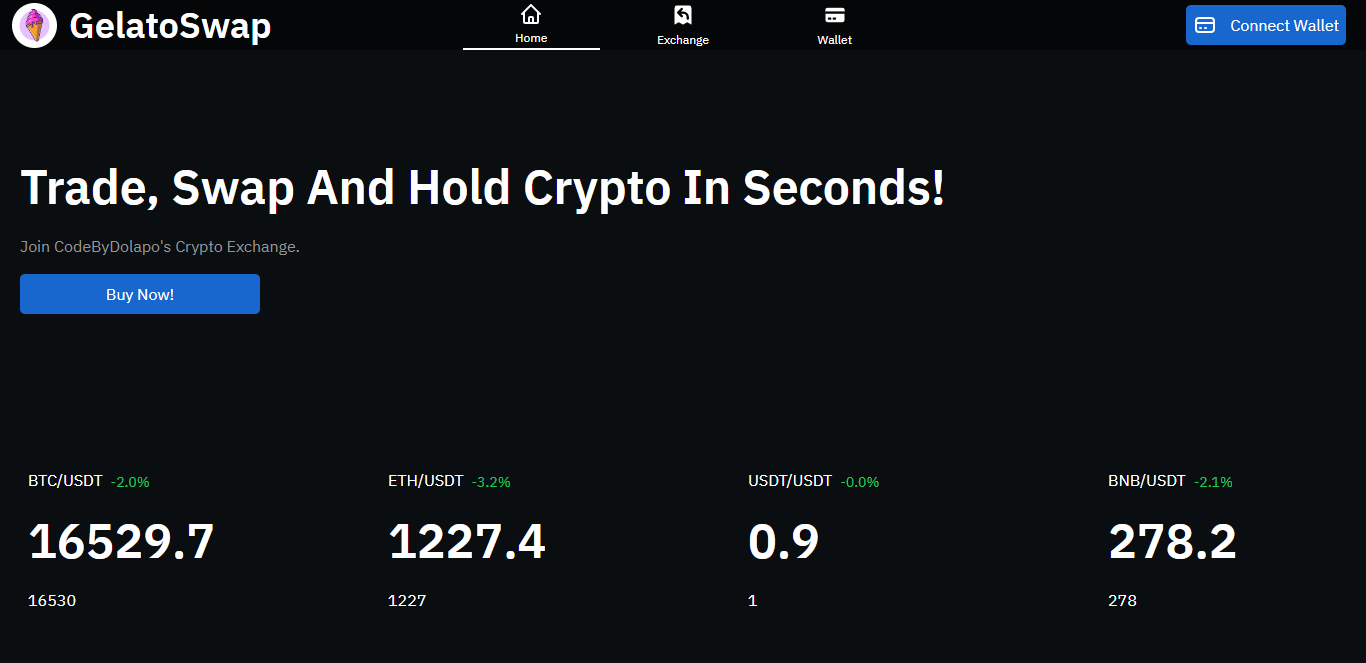 GelatoSwap
Home
Exchange
Wallet
Connect Wallet
Trade, Swap And Hold Crypto In Seconds!
Join CodeByDolapo's Crypto Exchange.
Buy Now!
BTC/USDT -2.0%
16529.7
16530
ETH/USDT -3.2%
1227.4
1227
USDT/USDT -0.0%
0.9
1
BNB/USDT -2.1%
278.2
278